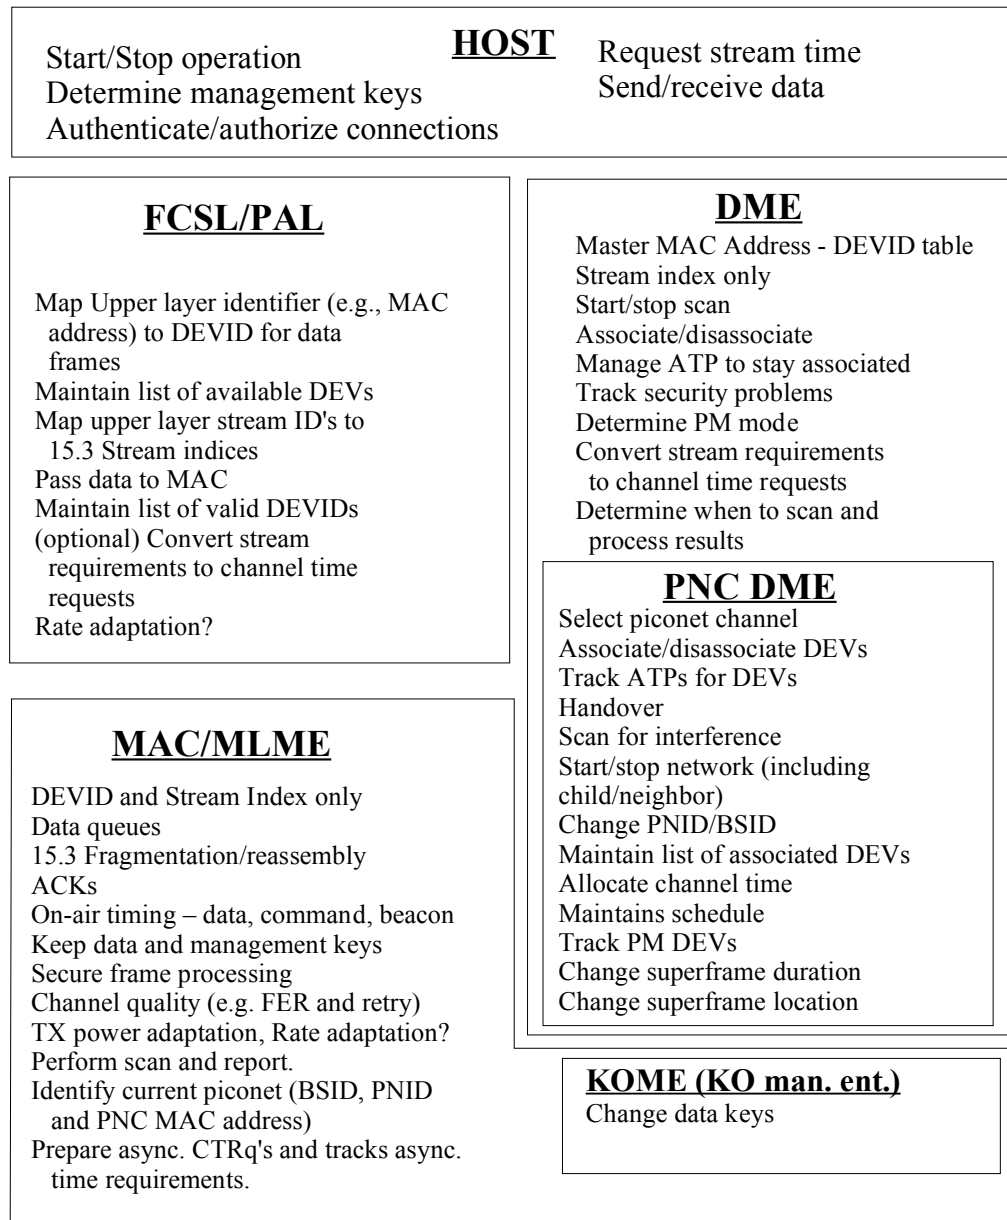 HOST
Start/Stop operation
Determine management keys
Authenticate/authorize connections
Request stream time
Send/receive data
FCSL/PAL
Map Upper layer identifier (e.g., MAC
address) to DEVID for data
frames
Maintain list of available DEVs
Map upper layer stream ID's to
15.3 Stream indices
Pass data to MAC
Maintain list of valid DEVIDs
(optional) Convert stream
requirements to channel time
requests
Rate adaptation?
DME
Master MAC Address - DEVID table
Stream index only
Start/stop scan
Associate/disassociate
Manage ATP to stay associated
Track security problems
Determine PM mode
Convert stream requirements
to channel time requests
Determine when to scan and
process results
PNC DME
Select piconet channel
Associate/disassociate DEVs
Track ATPs for DEVs
Handover
Scan for interference
Start/stop network (including
child/neighbor)
Change PNID/BSID
Maintain list of associated DEVs
Allocate channel time
Maintains schedule
Track PM DEVs
Change superframe duration
Change superframe location
MAC/MLME
DEVID and Stream Index only
Data queues
15.3 Fragmentation/reassembly
ACKs
On-air timing – data, command, beacon
Keep data and management keys
Secure frame processing
Channel quality (e.g. FER and retry)
TX power adaptation, Rate adaptation?
Perform scan and report.
Identify current piconet (BSID, PNID
and PNC MAC address)
Prepare async. CTRq's and tracks async.
time requirements.
KOME (KO man. ent.)
Change data keys